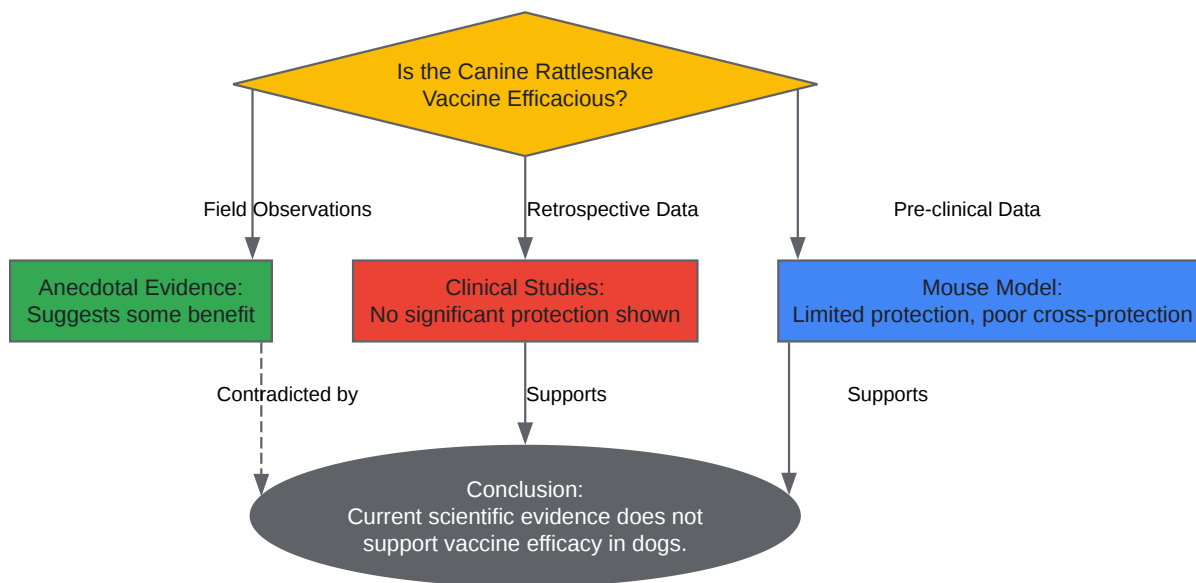 Is the Canine Rattlesnake
Vaccine Efficacious?
Field Observations
Retrospective Data
Pre-clinical Data
Anecdotal Evidence:
Suggests some benefit
Clinical Studies:
No significant protection shown
Mouse Model:
Limited protection, poor cross-protection
Contradicted by
Supports
Supports
Conclusion:
Current scientific evidence does not
support vaccine efficacy in dogs.